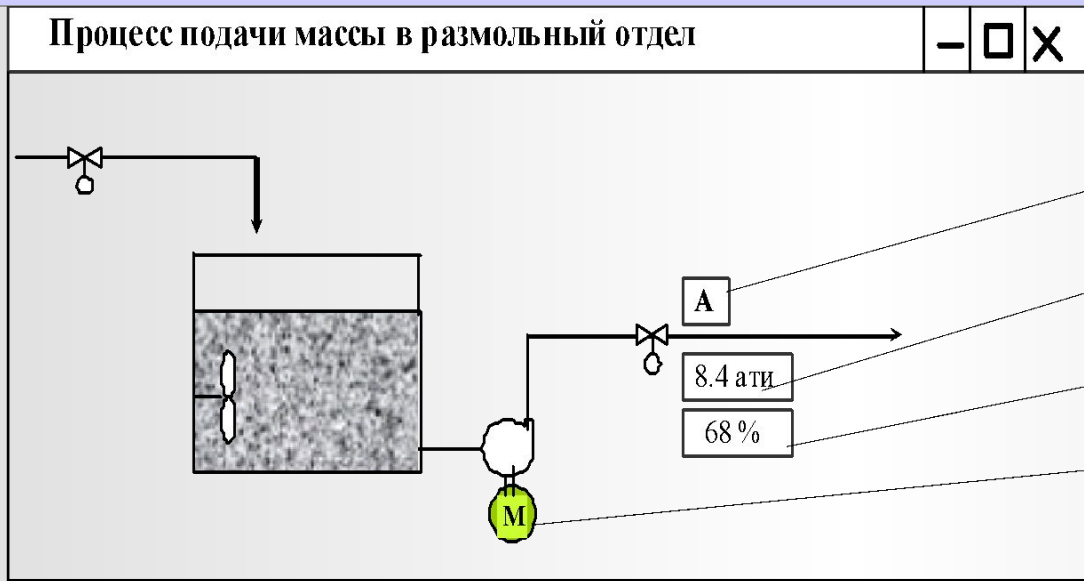 Процесс подачи массы в размольный отдел
А
8.4 ати
68 %
М